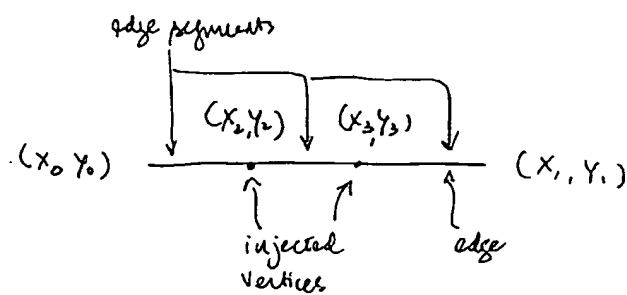 edge segments
(X₂,Y₂) (X₃,Y₃)
(X₀ Y₀) (X₁, Y₁)
injected edge
vertices